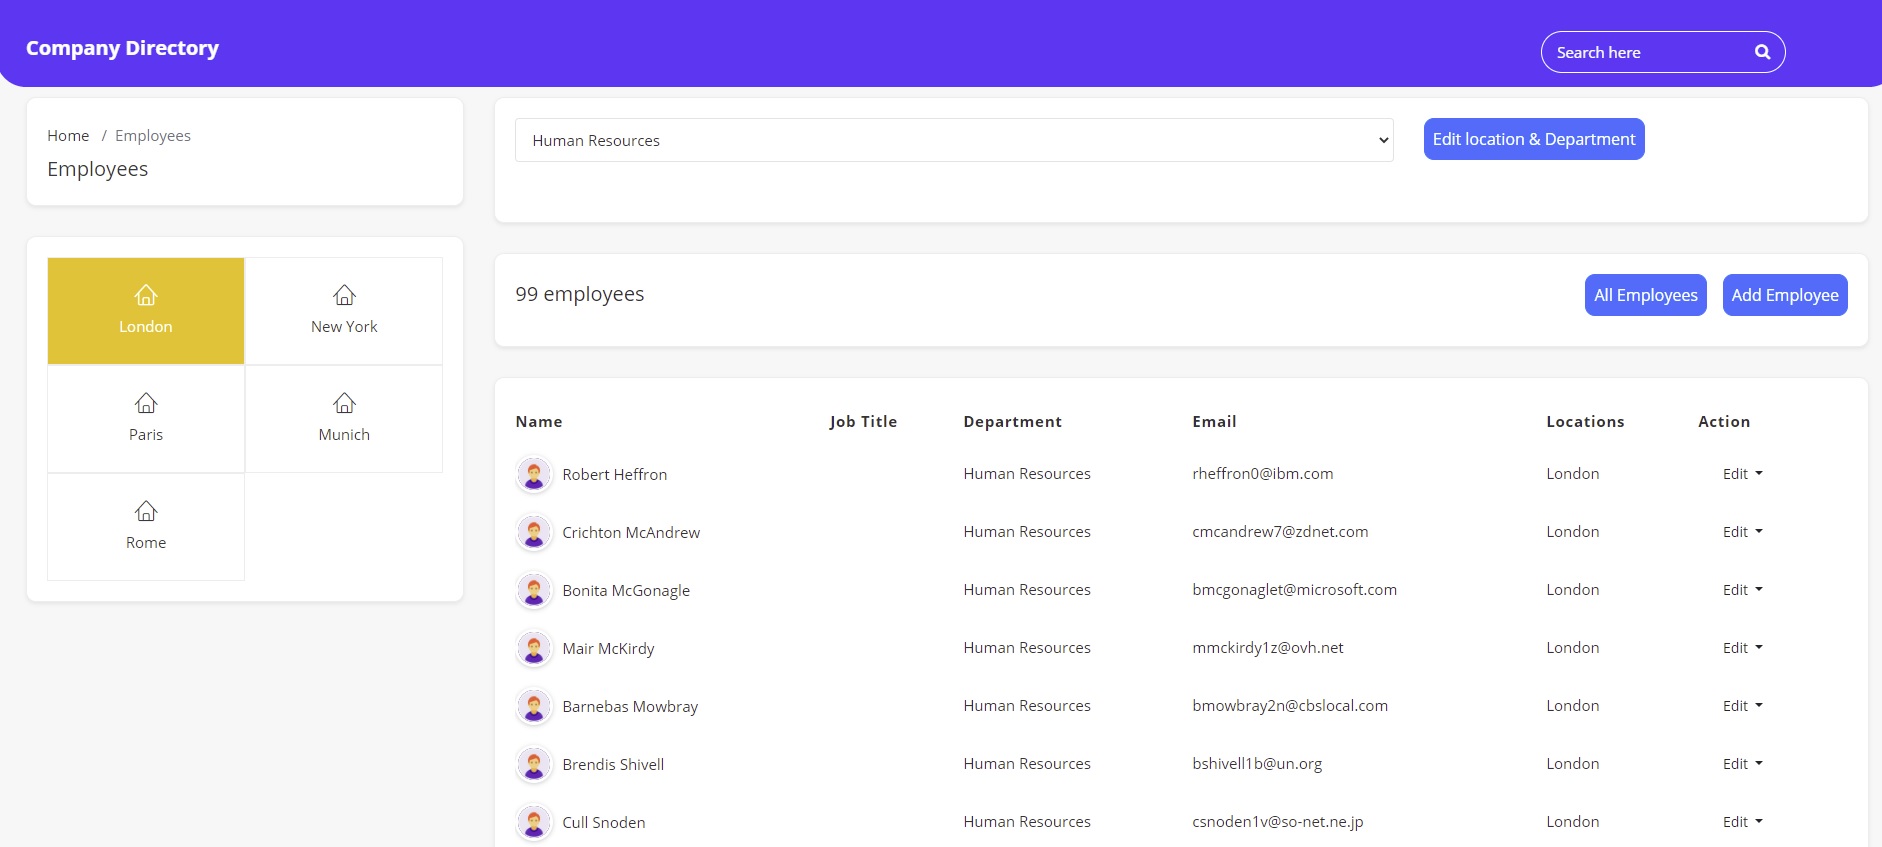 Company Directory
Search here
Home / Employees
Employees
London
New York
Paris
Munich
Rome
Human Resources
Edit location & Department
99 employees
All Employees
Add Employee
Name Job Title Department Email Locations Action
Robert Heffron Human Resources rheffron0@ibm.com London Edit
Crichton McAndrew Human Resources cmcandrew7@zdnet.com London Edit
Bonita McGonagle Human Resources bmcgonaglet@microsoft.com London Edit
Mair McKirdy Human Resources mmckirdy1z@ovh.net London Edit
Barnebas Mowbray Human Resources bmowbray2n@cbslocal.com London Edit
Brendis Shivell Human Resources bshivell1b@un.org London Edit
Cull Snoden Human Resources csnoden1v@so-net.ne.jp London Edit